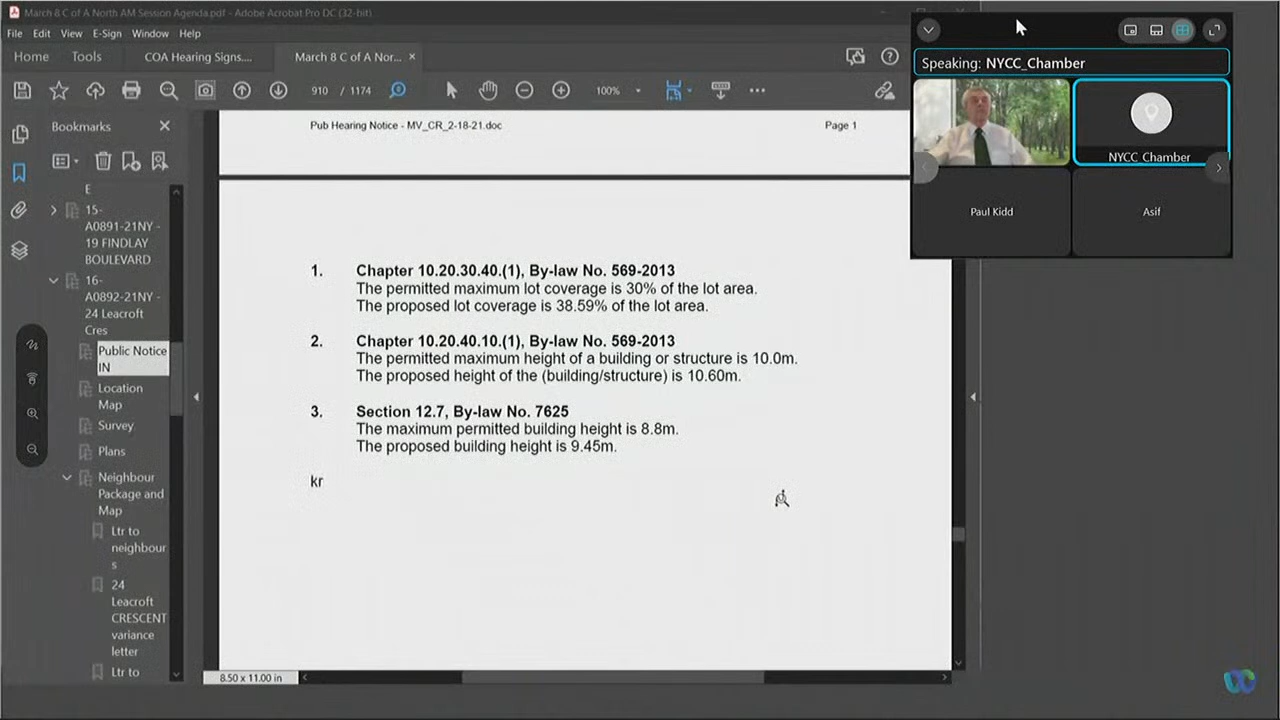 March 8 C of A North AM Session Agenda.pdf - Adobe Acrobat Pro DC (32-bit)
File Edit View E-Sign Window Help
Home Tools COA Hearing Signs.... March 8 C of A Nor... ×
910 / 1174 100%
Bookmarks
E
15-
A0891-21NY -
19 FINDLAY
BOULEVARD
16-
A0892-21NY -
24 Leacroft
Cres
Public Notice
IN
Location
Map
Survey
Plans
Neighbour
Package and
Map
Ltr to
neighbour
s
24
Leacroft
CRESCENT
variance
letter
Ltr to
Pub Hearing Notice - MV_CR_2-18-21.doc Page 1
1. Chapter 10.20.30.40.(1), By-law No. 569-2013
The permitted maximum lot coverage is 30% of the lot area.
The proposed lot coverage is 38.59% of the lot area.
2. Chapter 10.20.40.10.(1), By-law No. 569-2013
The permitted maximum height of a building or structure is 10.0m.
The proposed height of the (building/structure) is 10.60m.
3. Section 12.7, By-law No. 7625
The maximum permitted building height is 8.8m.
The proposed building height is 9.45m.
kr
8.50 x 11.00 in
Speaking: NYCC_Chamber
NYCC_Chamber
Paul Kidd
Asif